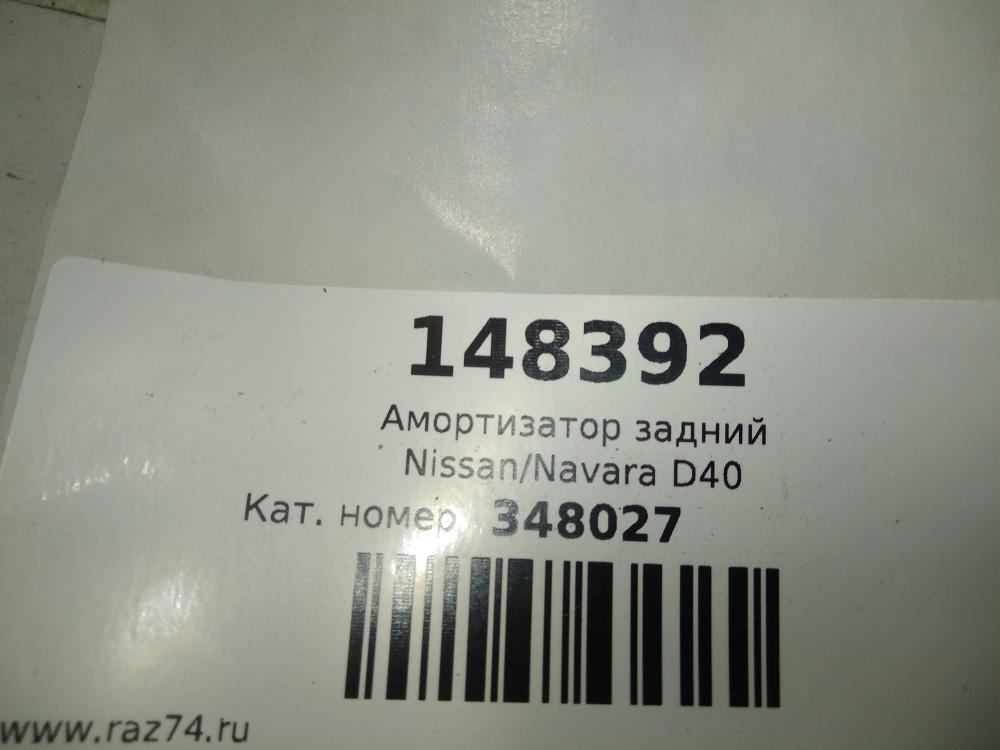 148392
Амортизатор задний
Nissan/Navara D40
Кат. номер 348027
www.raz74.ru